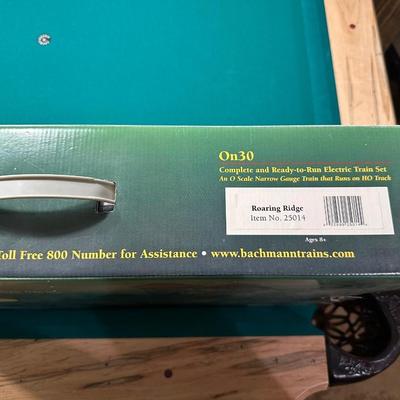 On30
Complete and Ready-to-Run Electric Train Set
An O Scale Narrow Gauge Train that Runs on HO Track
Roaring Ridge
Item No. 25014
Ages 8+
Toll Free 800 Number for Assistance • www.bachmanntrains.com